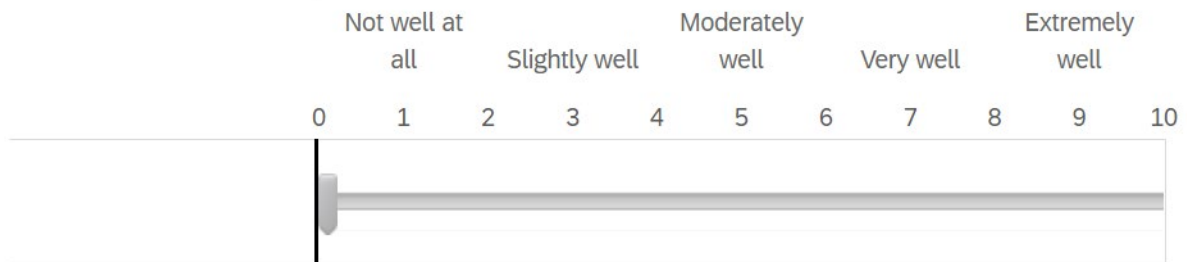 Not well at all
Slightly well
Moderately well
Very well
Extremely well
0 1 2 3 4 5 6 7 8 9 10